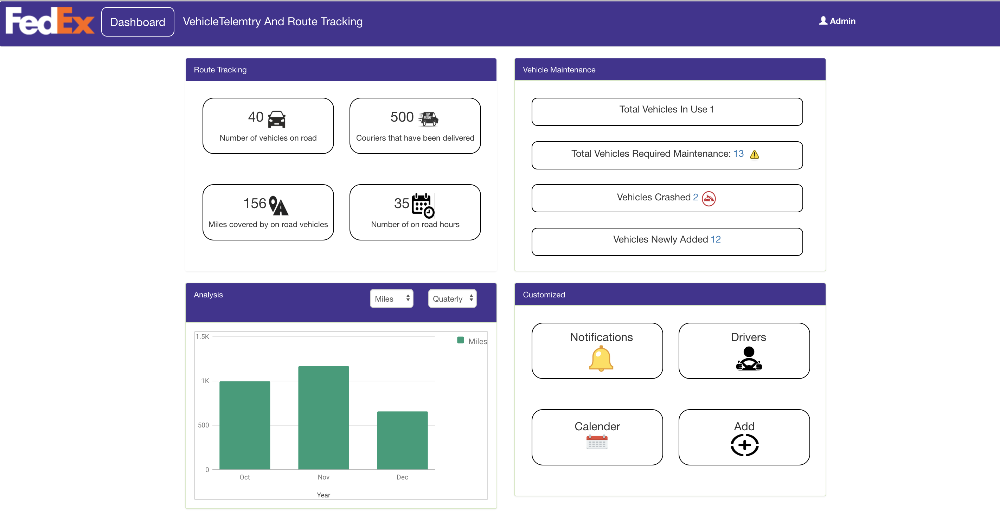 FedEx
Dashboard
VehicleTelemtry And Route Tracking
Admin
Route Tracking
40
Number of vehicles on road
500
FAST
DELIVERY
Couriers that have been delivered
156
Miles covered by on road vehicles
35
Number of on road hours
Vehicle Maintenance
Total Vehicles In Use 1
Total Vehicles Required Maintenance: 13
Vehicles Crashed 2
Vehicles Newly Added 12
Analysis
Miles
Quaterly
1.5K
1K
500
0
Oct
Nov
Dec
Year
Miles
Customized
Notifications
Drivers
Calender
Add